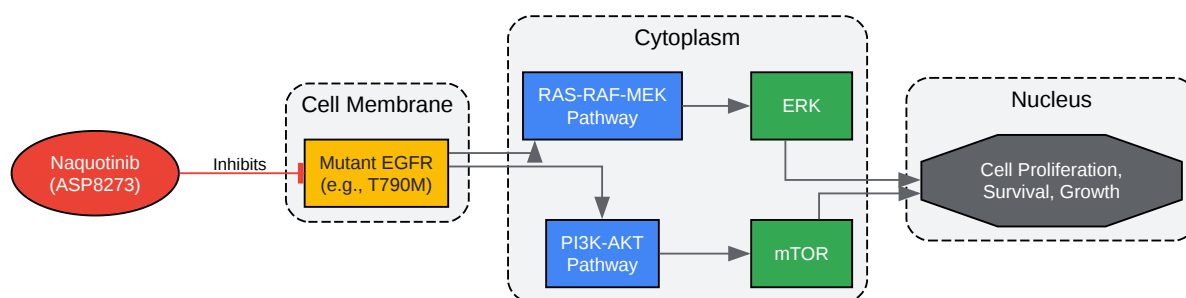 Naquotinib
(ASP8273)
Inhibits
Cell Membrane
Mutant EGFR
(e.g., T790M)
Cytoplasm
RAS-RAF-MEK
Pathway
ERK
PI3K-AKT
Pathway
mTOR
Nucleus
Cell Proliferation,
Survival, Growth